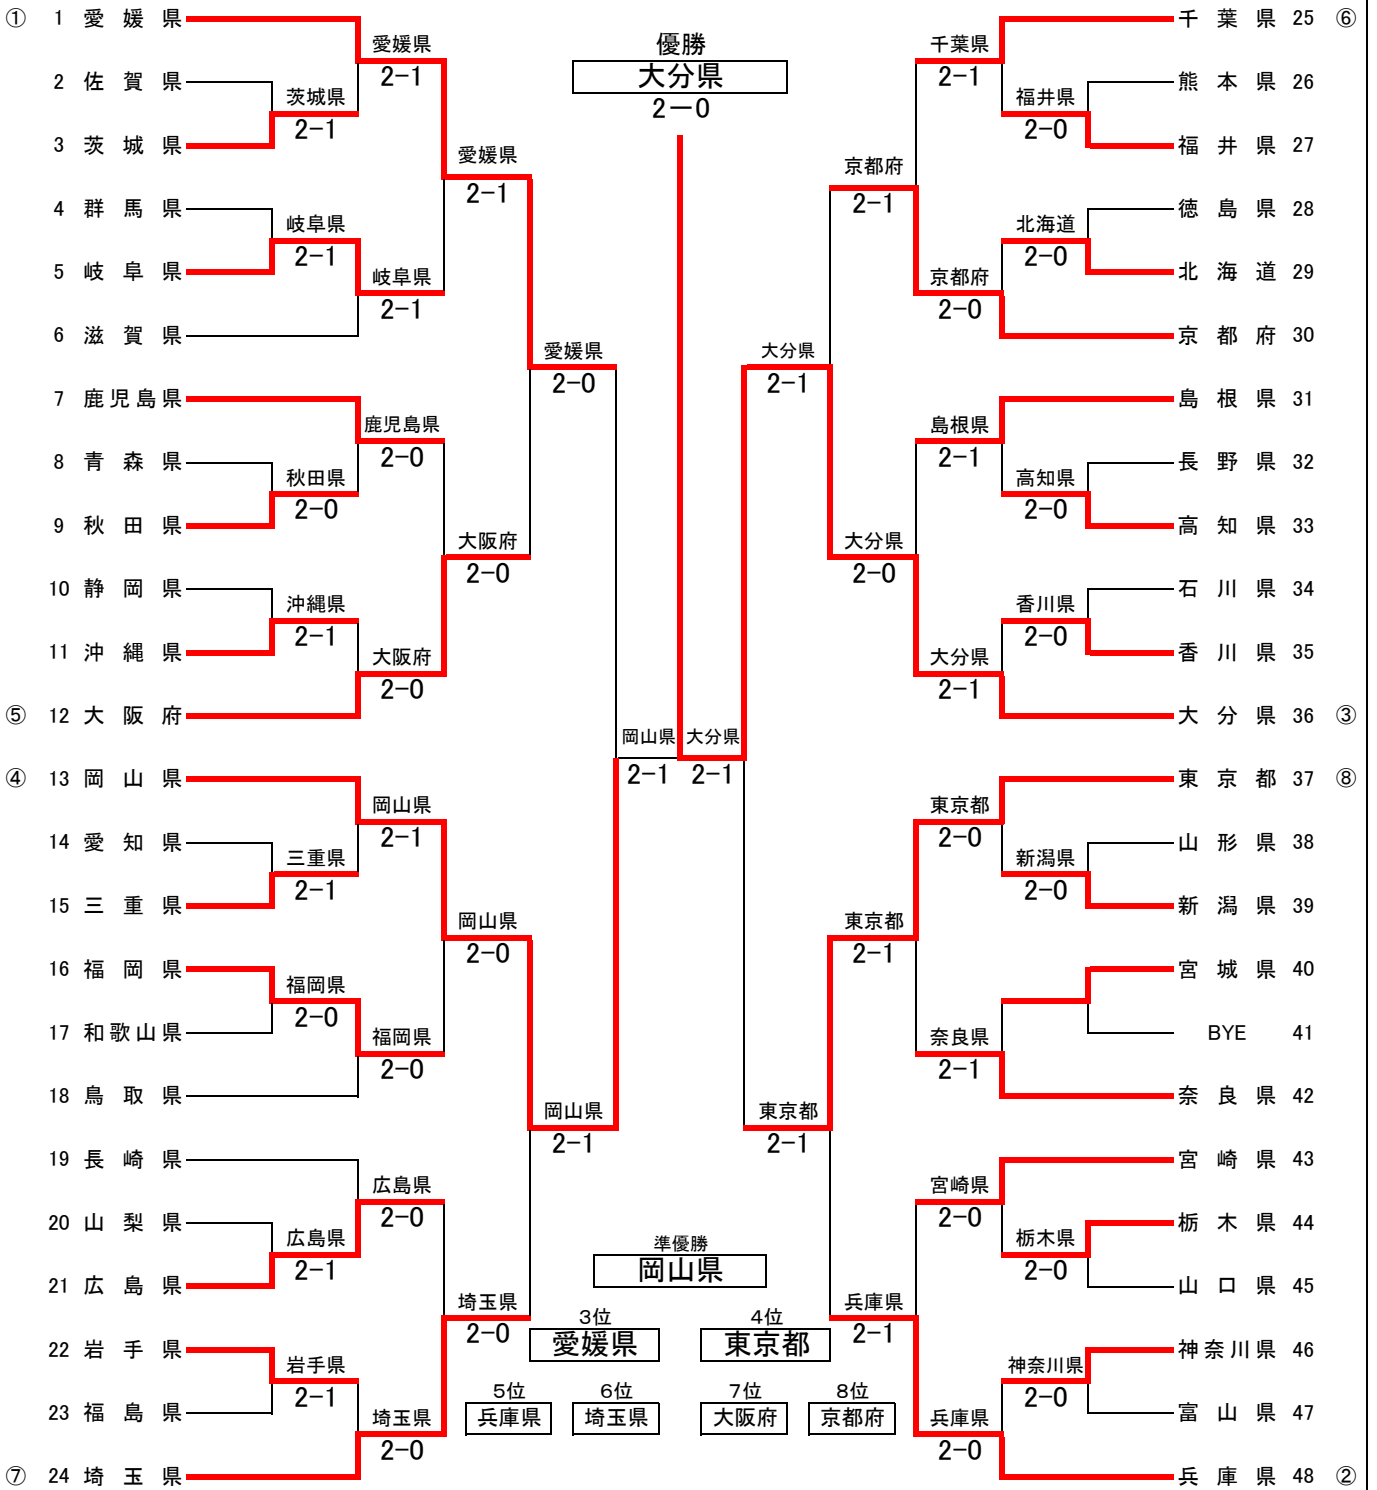 ① 1 愛媛県
愛媛県
2-1
2 佐賀県
茨城県
2-1
3 茨城県
愛媛県
2-1
4 群馬県
岐阜県
2-1
5 岐阜県
岐阜県
2-1
6 滋賀県
愛媛県
2-0
7 鹿児島県
鹿児島県
2-0
8 青森県
秋田県
2-0
9 秋田県
大阪府
2-0
10 静岡県
沖縄県
2-1
11 沖縄県
大阪府
2-0
⑤ 12 大阪府
岡山県
2-1
④ 13 岡山県
岡山県
2-1
14 愛知県
三重県
2-1
15 三重県
岡山県
2-0
16 福岡県
福岡県
2-0
17 和歌山県
福岡県
2-0
18 鳥取県
岡山県
2-1
19 長崎県
広島県
2-0
20 山梨県
広島県
2-1
21 広島県
埼玉県
2-0
22 岩手県
岩手県
2-1
23 福島県
埼玉県
2-0
⑦ 24 埼玉県
優勝
大分県
2-0
千葉県 25 ⑥
千葉県
2-1
熊本県 26
福井県
2-0
福井県 27
京都府
2-1
徳島県 28
北海道
2-0
北海道 29
京都府
2-0
京都府 30
大分県
2-1
島根県 31
島根県
2-1
長野県 32
高知県
2-0
高知県 33
大分県
2-0
石川県 34
香川県
2-0
香川県 35
大分県
2-1
大分県 36 ③
大分県
2-1
東京都 37 ⑧
東京都
2-0
山形県 38
新潟県
2-0
新潟県 39
東京都
2-1
宮城県 40
BYE 41
奈良県
2-1
奈良県 42
東京都
2-1
宮崎県 43
宮崎県
2-0
栃木県 44
栃木県
2-0
山口県 45
兵庫県
2-1
神奈川県 46
神奈川県
2-0
富山県 47
兵庫県
2-0
兵庫県 48 ②
準優勝
岡山県
3位
愛媛県
4位
東京都
5位
兵庫県
6位
埼玉県
7位
大阪府
8位
京都府